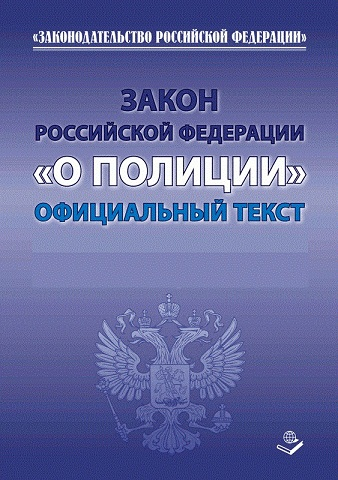 «ЗАКОНОДАТЕЛЬСТВО РОССИЙСКОЙ ФЕДЕРАЦИИ»
ЗАКОН
РОССИЙСКОЙ ФЕДЕРАЦИИ
«О ПОЛИЦИИ»
ОФИЦИАЛЬНЫЙ ТЕКСТ